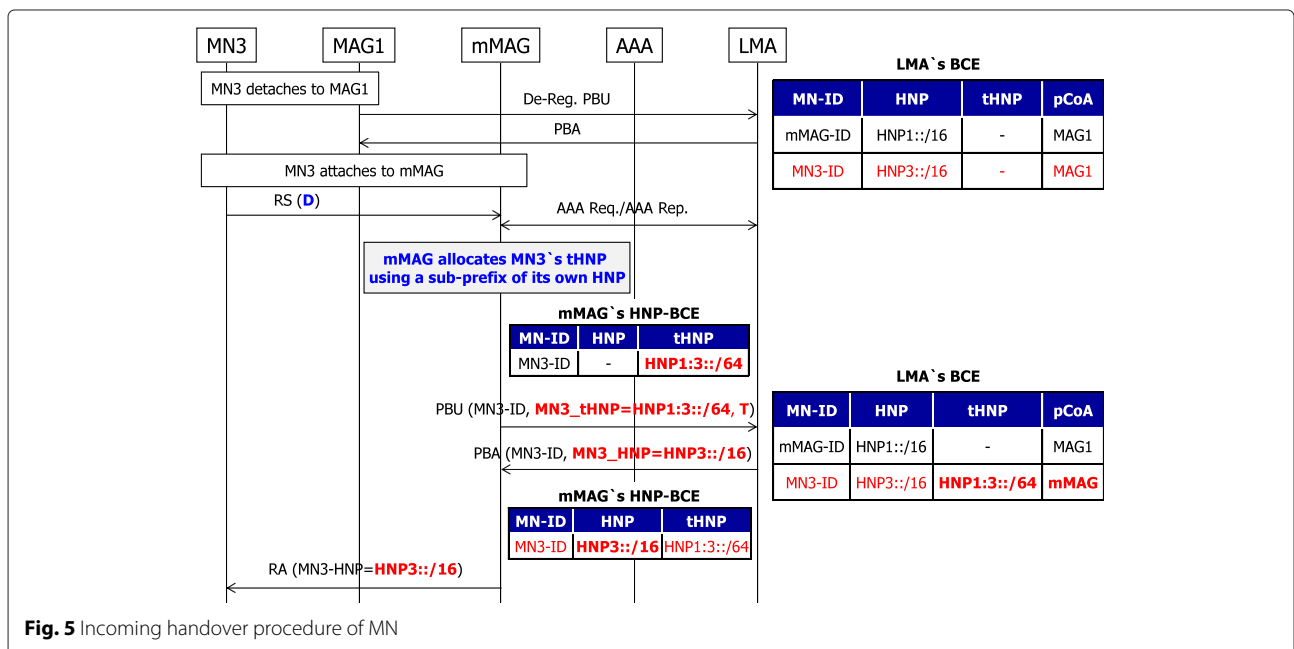 MN3 MAG1 mMAG AAA LMA
LMA`s BCE
MN3 detaches to MAG1
De-Reg. PBU
MN-ID HNP tHNP pCoA
PBA
mMAG-ID HNP1::/16 - MAG1
MN3 attaches to mMAG
MN3-ID HNP3::/16 - MAG1
RS (D)
AAA Req./AAA Rep.
mMAG allocates MN3`s tHNP
using a sub-prefix of its own HNP
mMAG`s HNP-BCE
MN-ID HNP tHNP
MN3-ID - HNP1:3::/64
LMA`s BCE
PBU (MN3-ID, MN3_tHNP=HNP1:3::/64, T)
MN-ID HNP tHNP pCoA
mMAG-ID HNP1::/16 - MAG1
PBA (MN3-ID, MN3_HNP=HNP3::/16)
MN3-ID HNP3::/16 HNP1:3::/64 mMAG
mMAG`s HNP-BCE
MN-ID HNP tHNP
MN3-ID HNP3::/16 HNP1:3::/64
RA (MN3-HNP=HNP3::/16)
Fig. 5 Incoming handover procedure of MN